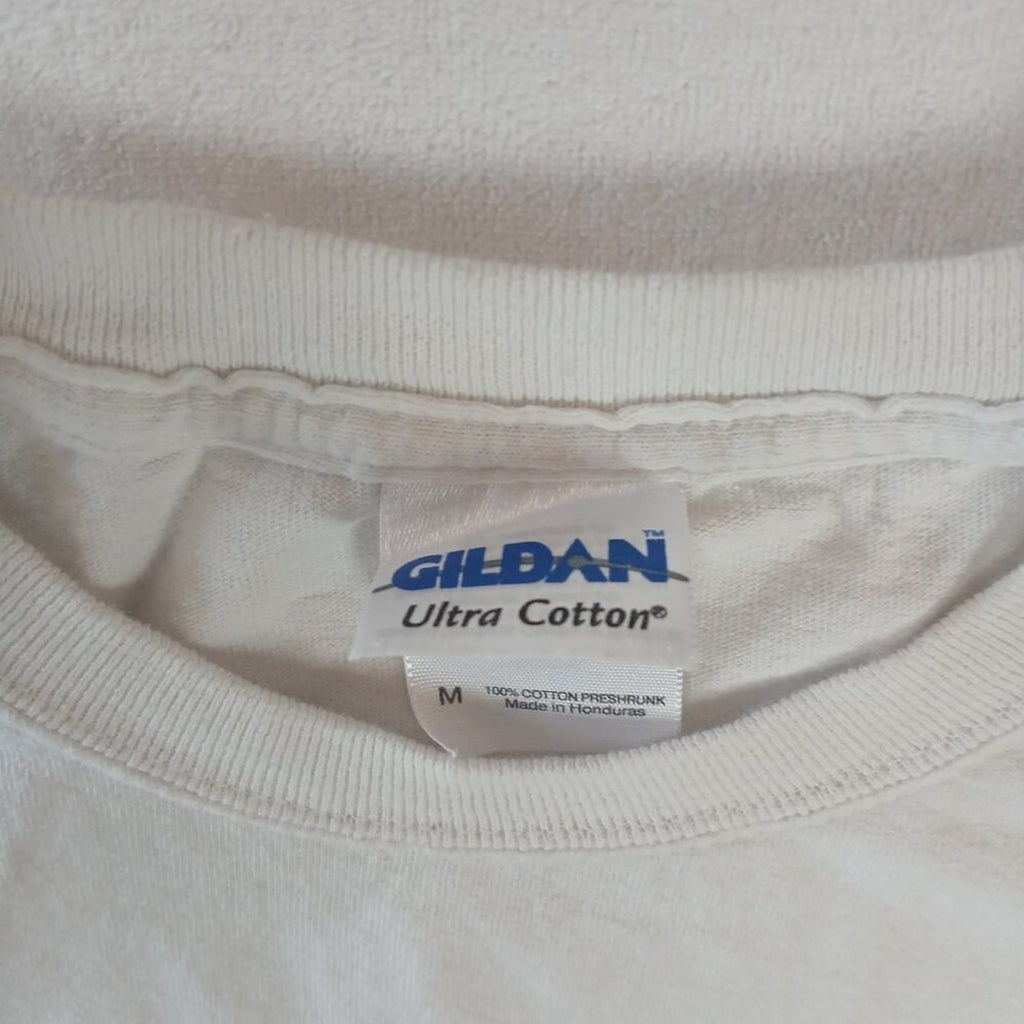 GILDAN™
Ultra Cotton®
M 100% COTTON PRESHRUNK
Made in Honduras